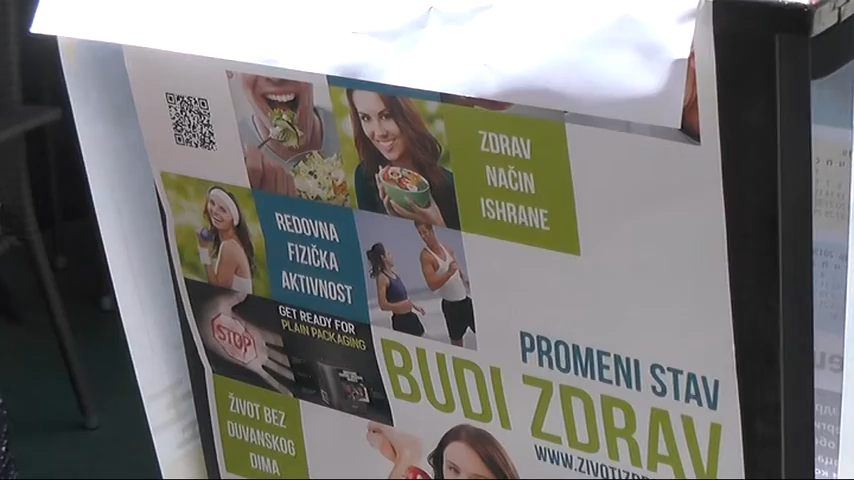 ZDRAV
NAČIN
ISHRANE
REDOVNA
FIZIČKA
AKTIVNOST
GET READY FOR
PLAIN PACKAGING
STOP
PROMENI STAV
BUDI ZDRAV
ŽIVOT BEZ
DUVANSKOG
DIMA